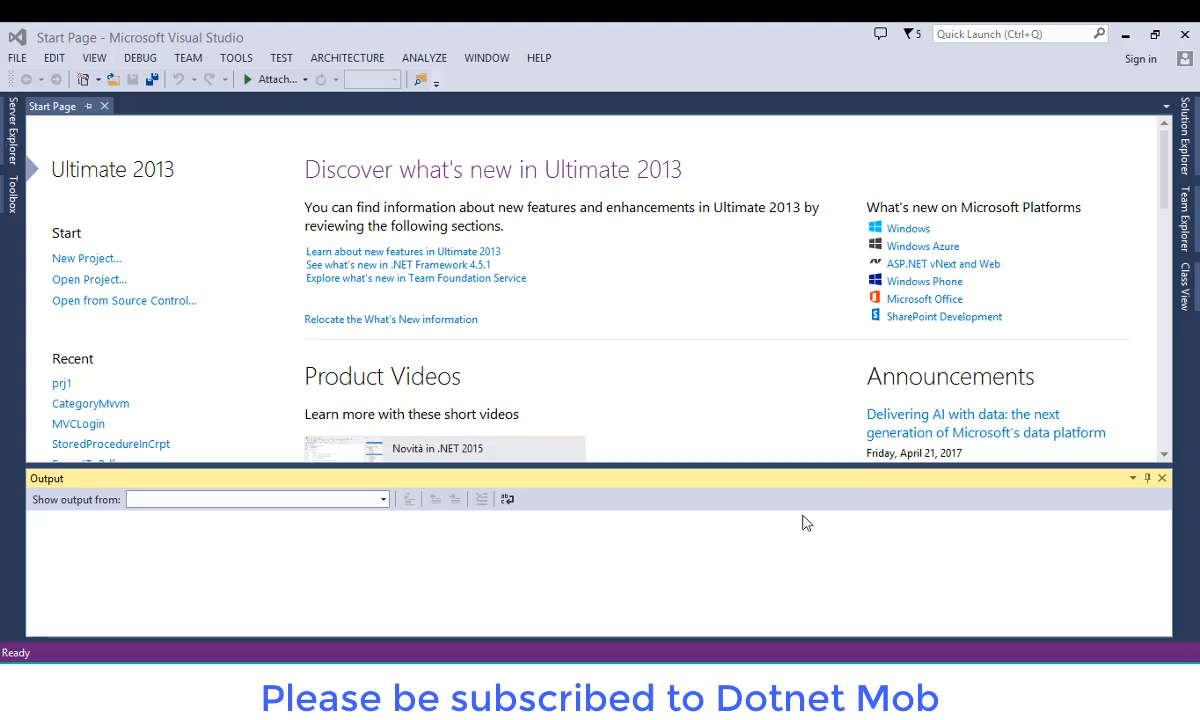 Start Page - Microsoft Visual Studio
5
Quick Launch (Ctrl+Q)
FILE EDIT VIEW DEBUG TEAM TOOLS TEST ARCHITECTURE ANALYZE WINDOW HELP
Sign in
Attach...
Server Explorer
Toolbox
Start Page
Ultimate 2013
Start
New Project...
Open Project...
Open from Source Control...
Recent
prj1
CategoryMvvm
MVCLogin
StoredProcedureInCrpt
Discover what's new in Ultimate 2013
You can find information about new features and enhancements in Ultimate 2013 by
reviewing the following sections.
Learn about new features in Ultimate 2013
See what's new in .NET Framework 4.5.1
Explore what's new in Team Foundation Service
Relocate the What's New information
Product Videos
Learn more with these short videos
Novità in .NET 2015
What's new on Microsoft Platforms
Windows
Windows Azure
ASP.NET vNext and Web
Windows Phone
Microsoft Office
SharePoint Development
Announcements
Delivering AI with data: the next
generation of Microsoft's data platform
Friday, April 21, 2017
Solution Explorer
Team Explorer
Class View
Output
Show output from:
Ready
Please be subscribed to Dotnet Mob